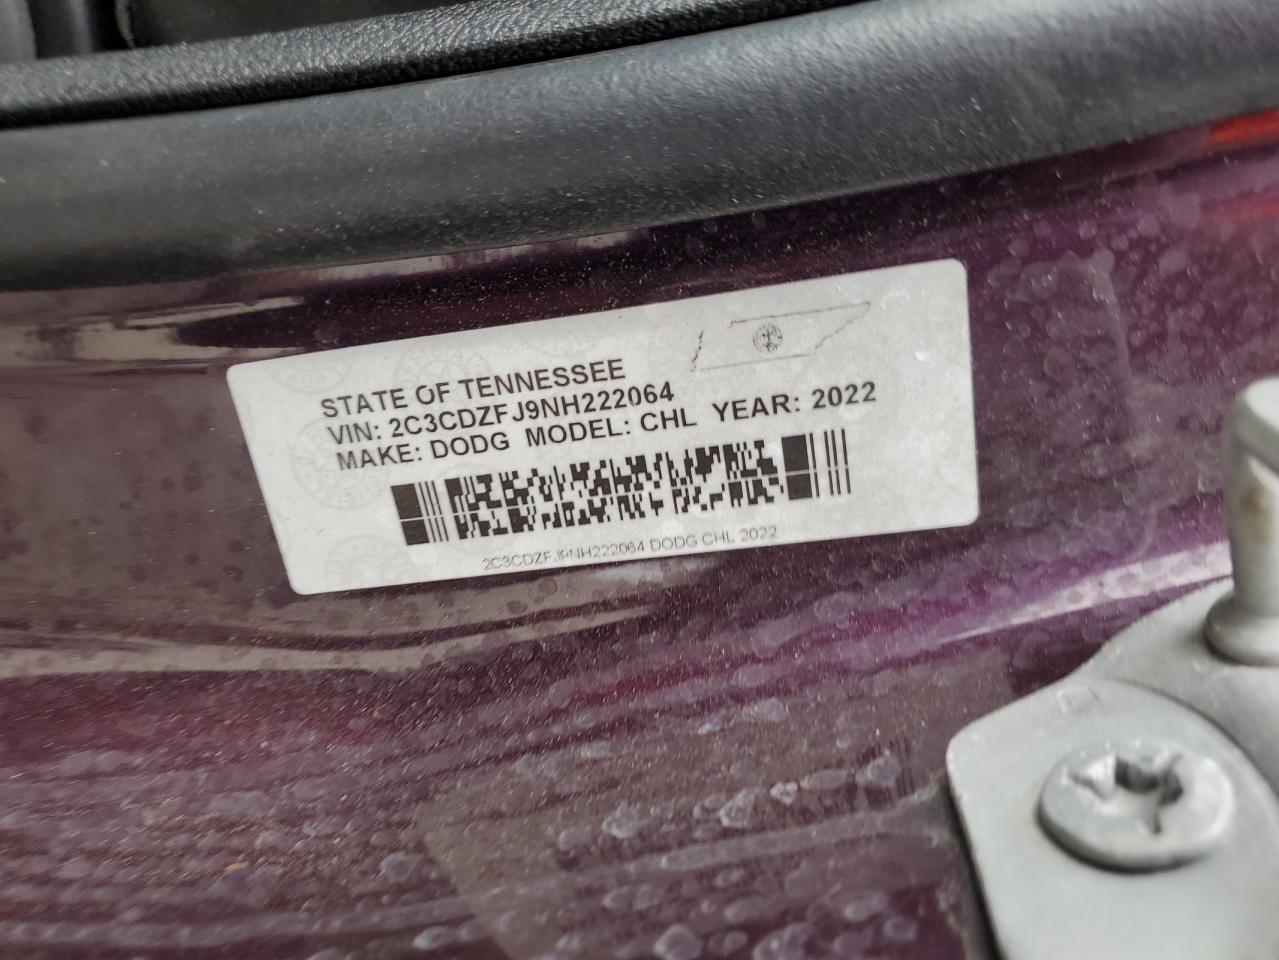 STATE OF TENNESSEE
VIN: 2C3CDZFJ9NH222064
MAKE: DODG MODEL: CHL YEAR: 2022
2C3CDZFJ9NH222064 DODG CHL 2022